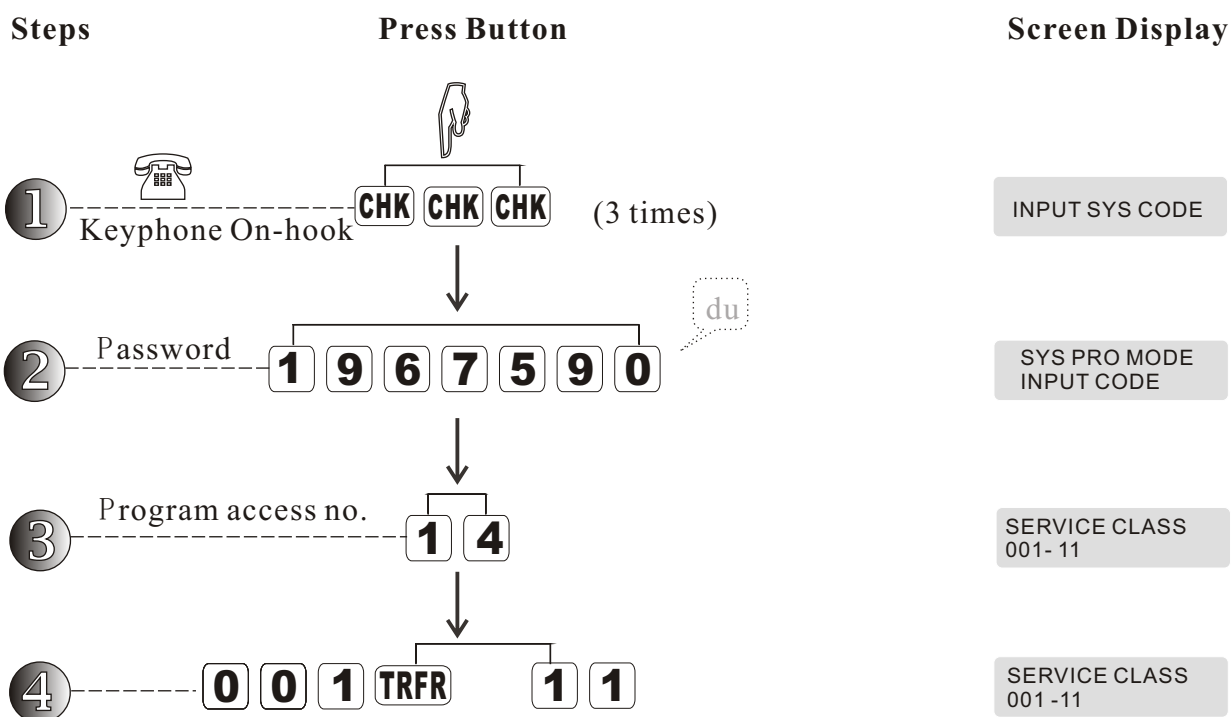 Steps Press Button Screen Display
1 CHK CHK CHK (3 times) INPUT SYS CODE
Keyphone On-hook
du
2 Password 1 9 6 7 5 9 0 SYS PRO MODE
INPUT CODE
3 Program access no. 1 4 SERVICE CLASS
001- 11
4 0 0 1 TRFR 1 1 SERVICE CLASS
001 -11